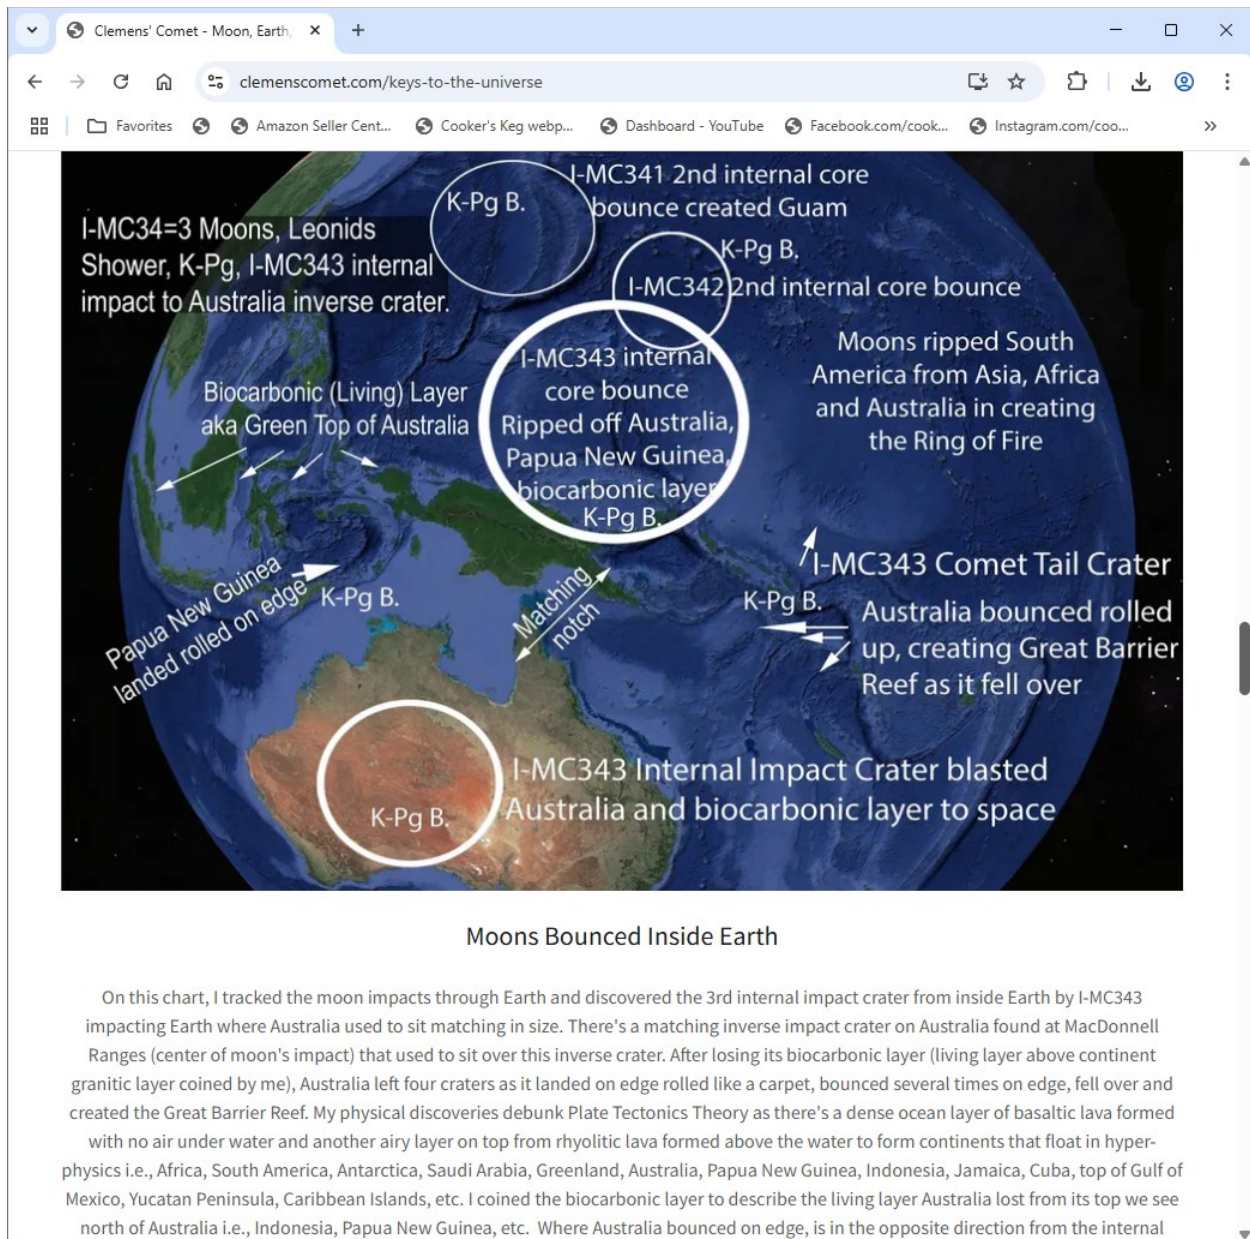 Clemens' Comet - Moon, Earth,
clemenscomet.com/keys-to-the-universe
Favorites
Amazon Seller Cent...
Cooker's Keg webp...
Dashboard - YouTube
Facebook.com/cook...
Instagram.com/coo...
I-MC34=3 Moons, Leonids
Shower, K-Pg, I-MC343 internal
impact to Australia inverse crater.
K-Pg B.
I-MC341 2nd internal core
bounce created Guam
K-Pg B.
I-MC342 2nd internal core bounce
Biocarbonic (Living) Layer
aka Green Top of Australia
I-MC343 internal
core bounce
Ripped off Australia,
Papua New Guinea,
biocarbonic layer
K-Pg B.
Moons ripped South
America from Asia, Africa
and Australia in creating
the Ring of Fire
Papua New Guinea
landed rolled on edge
K-Pg B.
Matching
notch
I-MC343 Comet Tail Crater
K-Pg B.
Australia bounced rolled
up, creating Great Barrier
Reef as it fell over
K-Pg B.
I-MC343 Internal Impact Crater blasted
Australia and biocarbonic layer to space
Moons Bounced Inside Earth
On this chart, I tracked the moon impacts through Earth and discovered the 3rd internal impact crater from inside Earth by I-MC343
impacting Earth where Australia used to sit matching in size. There's a matching inverse impact crater on Australia found at MacDonnell
Ranges (center of moon's impact) that used to sit over this inverse crater. After losing its biocarbonic layer (living layer above continent
granitic layer coined by me), Australia left four craters as it landed on edge rolled like a carpet, bounced several times on edge, fell over and
created the Great Barrier Reef. My physical discoveries debunk Plate Tectonics Theory as there's a dense ocean layer of basaltic lava formed
with no air under water and another airy layer on top from rhyolitic lava formed above the water to form continents that float in hyper-
physics i.e., Africa, South America, Antarctica, Saudi Arabia, Greenland, Australia, Papua New Guinea, Indonesia, Jamaica, Cuba, top of Gulf of
Mexico, Yucatan Peninsula, Caribbean Islands, etc. I coined the biocarbonic layer to describe the living layer Australia lost from its top we see
north of Australia i.e., Indonesia, Papua New Guinea, etc. Where Australia bounced on edge, is in the opposite direction from the internal